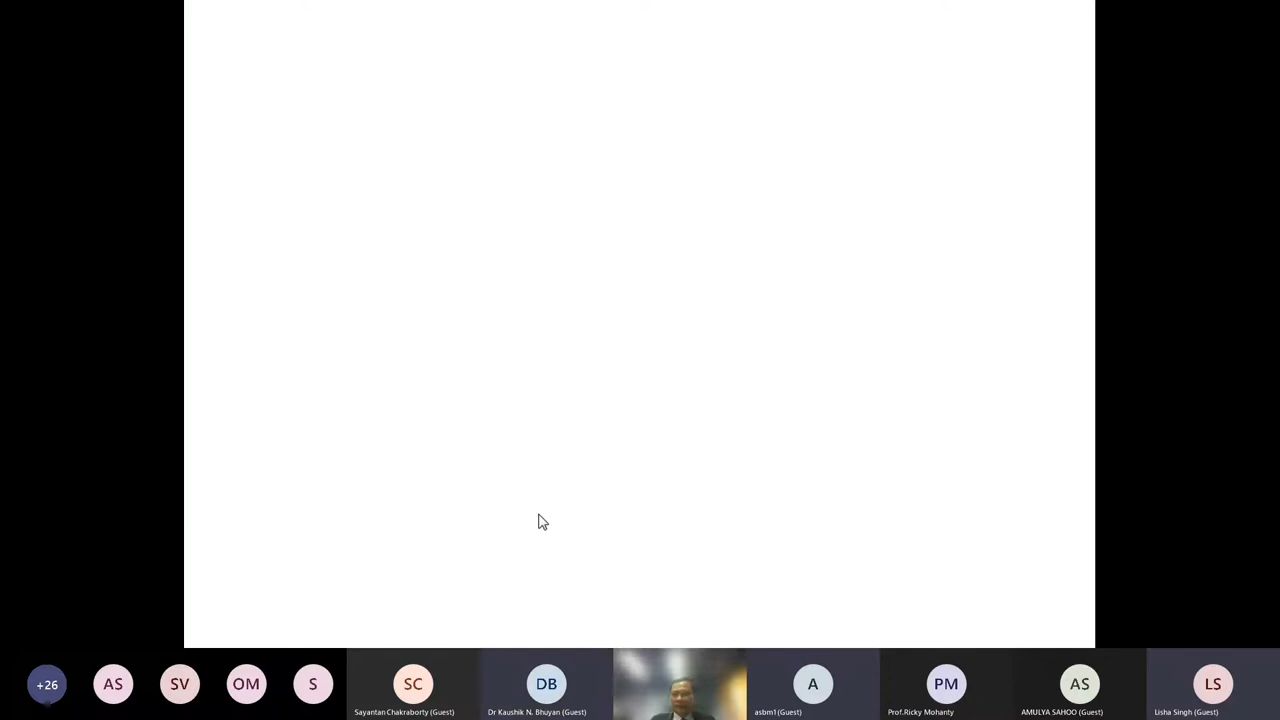 +26
AS
SV
OM
S
SC
Sayantan Chakraborty (Guest)
DB
Dr Kaushik N. Bhuyan (Guest)
A
asbm1 (Guest)
PM
Prof.Ricky Mohanty
AS
AMULYA SAHOO (Guest)
LS
Lisha Singh (Guest)